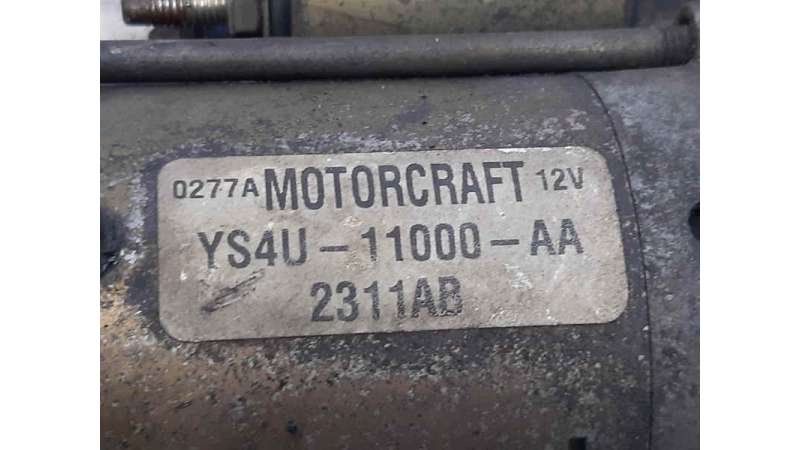 0277A MOTORCRAFT 12V
YS4U-11000-AA
2311AB